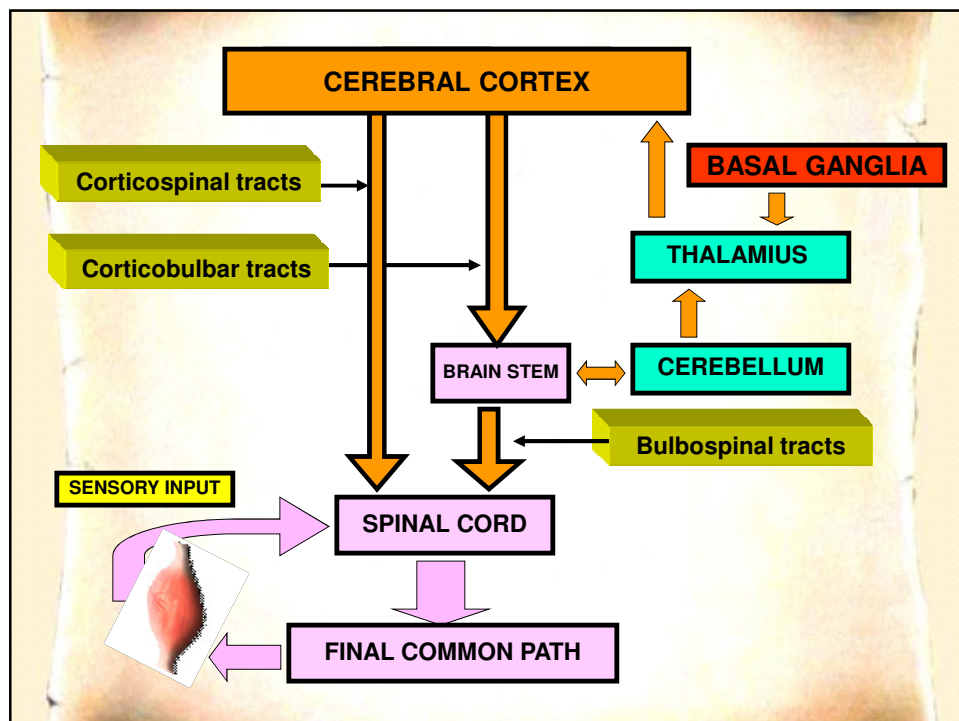 CEREBRAL CORTEX
Corticospinal tracts
BASAL GANGLIA
Corticobulbar tracts
THALAMIUS
BRAIN STEM
CEREBELLUM
Bulbospinal tracts
SENSORY INPUT
SPINAL CORD
FINAL COMMON PATH